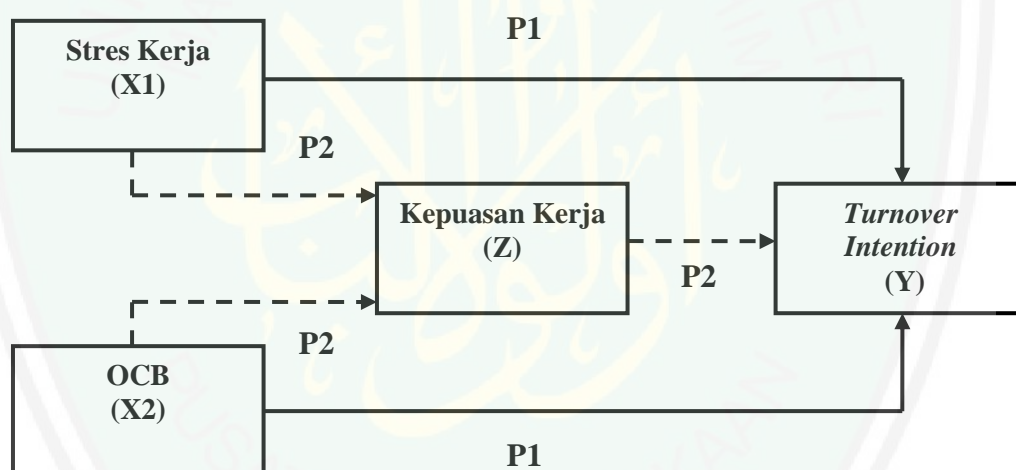 P1
Stres Kerja
(X1)
P2
Kepuasan Kerja
(Z)
Turnover
Intention
(Y)
P2
P2
OCB
(X2)
P1